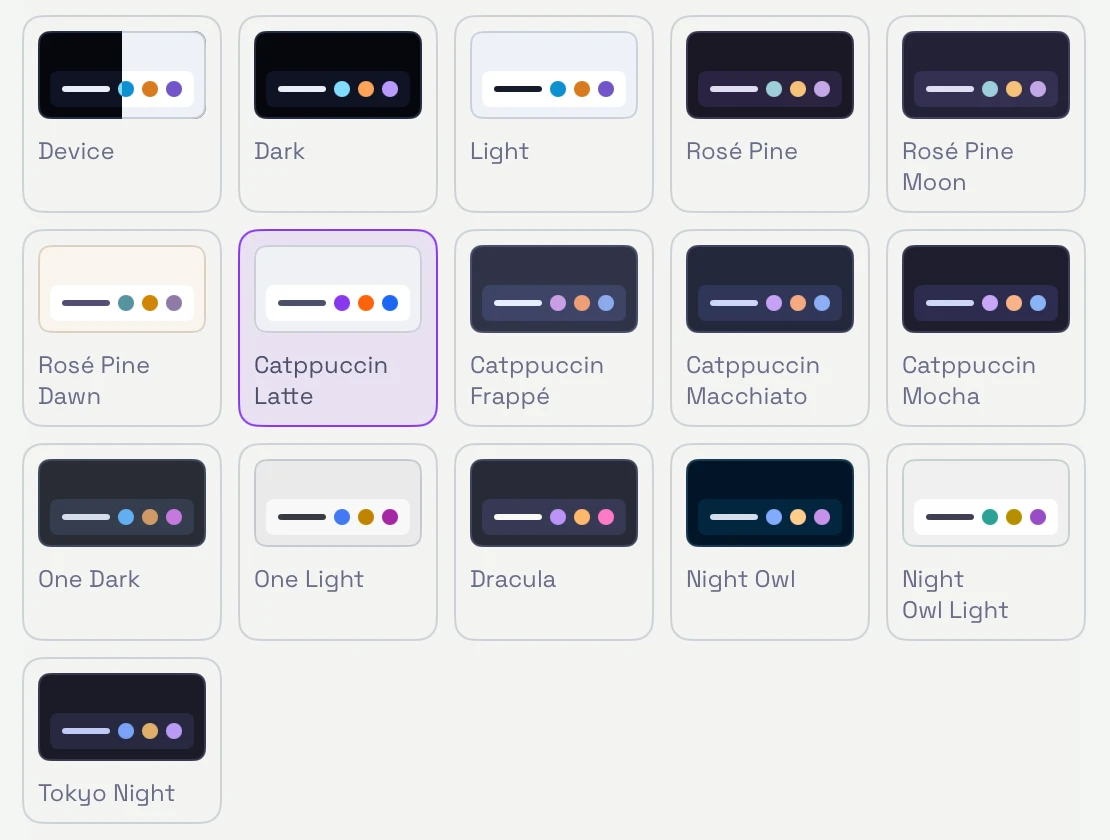 Device
Dark
Light
Rosé Pine
Rosé Pine
Moon
Rosé Pine
Dawn
Catppuccin
Latte
Catppuccin
Frappé
Catppuccin
Macchiato
Catppuccin
Mocha
One Dark
One Light
Dracula
Night Owl
Night
Owl Light
Tokyo Night